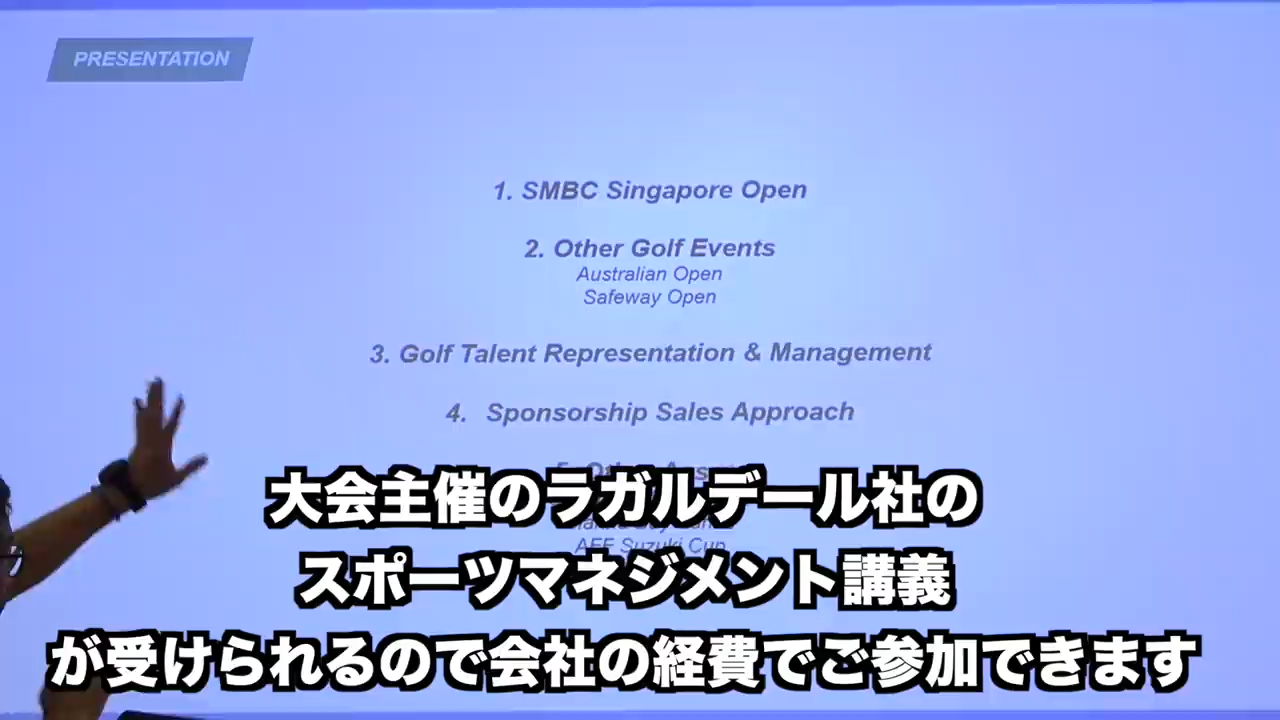 PRESENTATION
1. SMBC Singapore Open
2. Other Golf Events
Australian Open
Safeway Open
3. Golf Talent Representation & Management
4. Sponsorship Sales Approach
大会主催のラガルデール社の
AFF Suzuki Cup
スポーツマネジメント講義
が受けられるので会社の経費でご参加できます